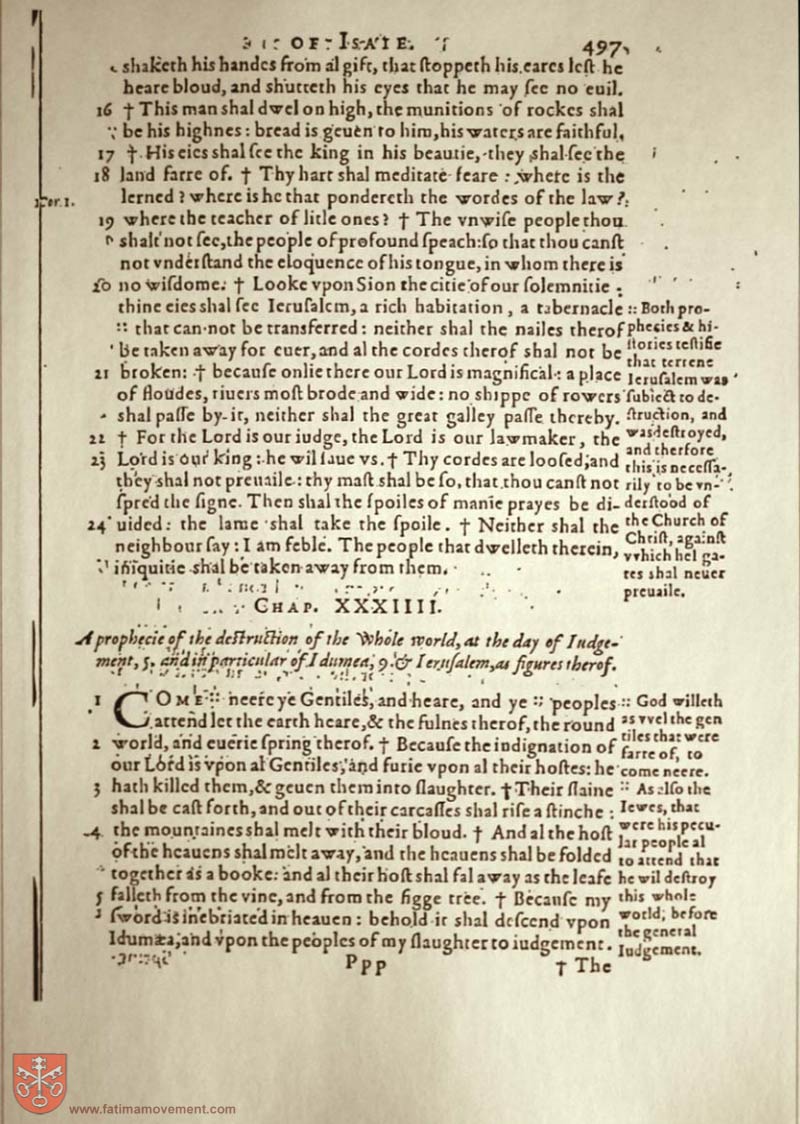 OF ISAIE. 497
shaketh his handes from al gift, that stoppeth his eares lest he
heare bloud, and shutteth his eyes that he may see no euil.
16 † This man shal dwel on high, the munitions of rockes shal
be his highnes: bread is geuen to him, his waters are faithful.
17 † His eies shal see the king in his beautie, they shal see the
18 land farre of. † Thy hart shal meditate feare: where is the
lerned? where is he that pondereth the wordes of the law?
1. Cor. 1.
19 where the teacher of litle ones? † The vnwise people thou
shalt not see, the people of profound speach: so that thou canst
not vnderstand the eloquence of his tongue, in whom there is
20 no wisdome. † Looke vpon Sion the citie of our solemnitie:
thine eies shal see Ierusalem, a rich habitation, a tabernacle
:: that can not be transferred: neither shal the nailes therof
be taken away for euer, and al the cordes therof shal not be
21 broken: † because onlie there our Lord is magnifical: a place
of floudes, riuers most brode and wide: no shippe of rowers
shal passe by it, neither shal the great galley passe thereby.
22 † For the Lord is our iudge, the Lord is our lawmaker, the
23 Lord is our king: he wil saue vs. † Thy cordes are loosed, and
they shal not preuaile: thy mast shal be so, that thou canst not
spred the signe. Then shal the spoiles of manie prayes be di-
24 uided: the lame shal take the spoile. † Neither shal the
neighbour say: I am feble. The people that dwelleth therein,
iniquitie shal be taken away from them.
:: Both pro-
phecies & hi-
stories testifie
that terrene
Ierusalem was
subiect to de-
struction, and
was destroyed,
and therfore
this is necessa-
rily to be vn-
derstood of
the Church of
Christ, against
vvhich hel ga-
tes shal neuer
preuaile.
CHAP. XXXIIII.
A prophecie of the destruction of the whole world, at the day of Iudge-
ment, 5. and in particular of Idumea, 9. & Ierusalem, as figures therof.
1 COME :: neere ye Gentiles, and heare, and ye :: peoples
attend let the earth heare, & the fulnes therof, the round
2 world, and euerie spring therof. † Because the indignation of
our Lord is vpon al Gentiles, and furie vpon al their hostes: he
3 hath killed them, & geuen them into slaughter. † Their slaine
shal be cast forth, and out of their carcasses shal rise a stinche:
4 the mountaines shal melt with their bloud. † And al the host
of the heauens shal melt away, and the heauens shal be folded
together as a booke: and al their host shal fal away as the leafe
5 falleth from the vine, and from the figge tree. † Because my
sword is inebriated in heauen: behold it shal descend vpon
Idumæa, and vpon the peoples of my slaughter to iudgement.
:: God willeth
as vvel the gen
tiles that were
farre of, to
come neere.
:: As also the
Iewes, that
were his pecu-
lar people al
to attend that
he wil destroy
this whole
world, before
the general
Iudgement.
Ppp † The
www.fatimamovement.com